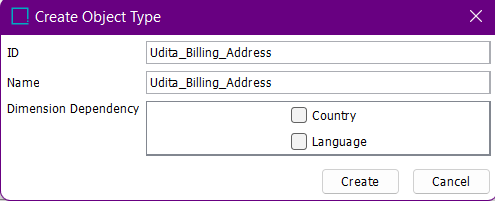 Create Object Type
ID Udita_Billing_Address
Name Udita_Billing_Address
Dimension Dependency Country
Language
Create Cancel